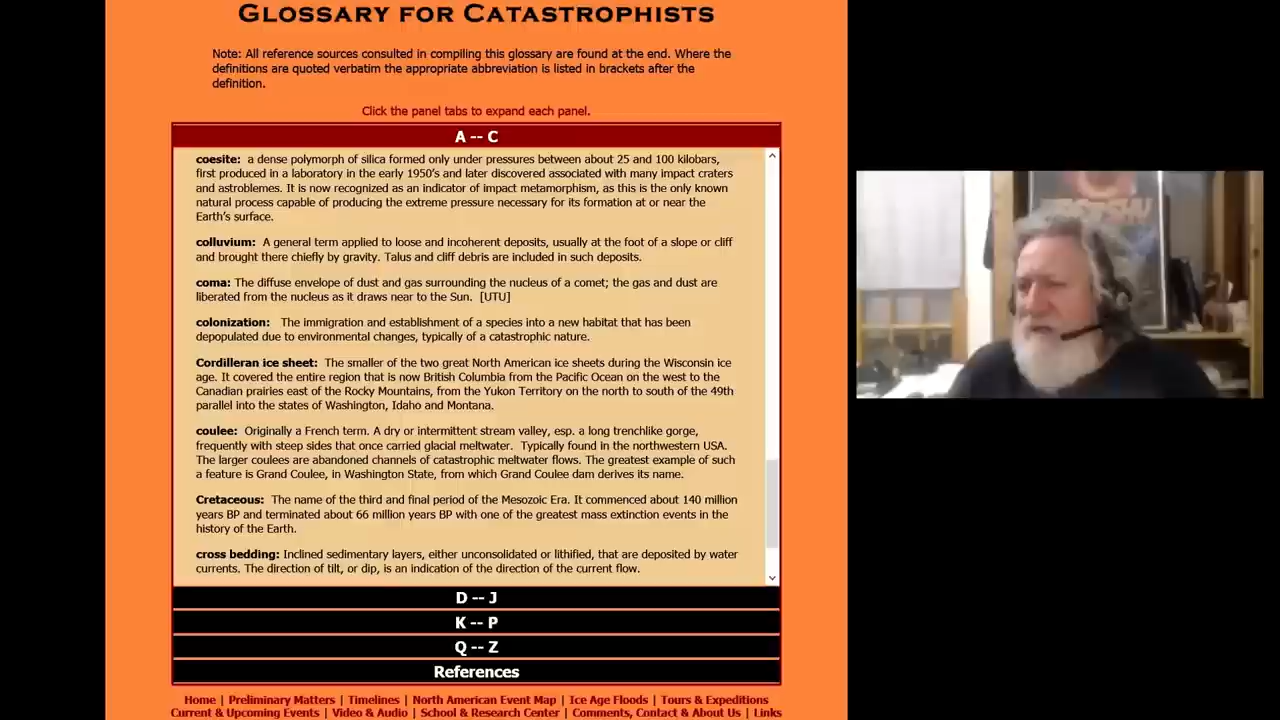 GLOSSARY FOR CATASTROPHISTS
Note: All reference sources consulted in compiling this glossary are found at the end. Where the
definitions are quoted verbatim the appropriate abbreviation is listed in brackets after the
definition.
Click the panel tabs to expand each panel.
A -- C
coesite: a dense polymorph of silica formed only under pressures between about 25 and 100 kilobars,
first produced in a laboratory in the early 1950's and later discovered associated with many impact craters
and astroblemes. It is now recognized as an indicator of impact metamorphism, as this is the only known
natural process capable of producing the extreme pressure necessary for its formation at or near the
Earth's surface.
colluvium: A general term applied to loose and incoherent deposits, usually at the foot of a slope or cliff
and brought there chiefly by gravity. Talus and cliff debris are included in such deposits.
coma: The diffuse envelope of dust and gas surrounding the nucleus of a comet; the gas and dust are
liberated from the nucleus as it draws near to the Sun. [UTU]
colonization: The immigration and establishment of a species into a new habitat that has been
depopulated due to environmental changes, typically of a catastrophic nature.
Cordilleran ice sheet: The smaller of the two great North American ice sheets during the Wisconsin ice
age. It covered the entire region that is now British Columbia from the Pacific Ocean on the west to the
Canadian prairies east of the Rocky Mountains, from the Yukon Territory on the north to south of the 49th
parallel into the states of Washington, Idaho and Montana.
coulee: Originally a French term. A dry or intermittent stream valley, esp. a long trenchlike gorge,
frequently with steep sides that once carried glacial meltwater. Typically found in the northwestern USA.
The larger coulees are abandoned channels of catastrophic meltwater flows. The greatest example of such
a feature is Grand Coulee, in Washington State, from which Grand Coulee dam derives its name.
Cretaceous: The name of the third and final period of the Mesozoic Era. It commenced about 140 million
years BP and terminated about 66 million years BP with one of the greatest mass extinction events in the
history of the Earth.
cross bedding: Inclined sedimentary layers, either unconsolidated or lithified, that are deposited by water
currents. The direction of tilt, or dip, is an indication of the direction of the current flow.
D -- J
K -- P
Q -- Z
References
Home | Preliminary Matters | Timelines | North American Event Map | Ice Age Floods | Tours & Expeditions
Current & Upcoming Events | Video & Audio | School & Research Center | Comments, Contact & About Us | Links